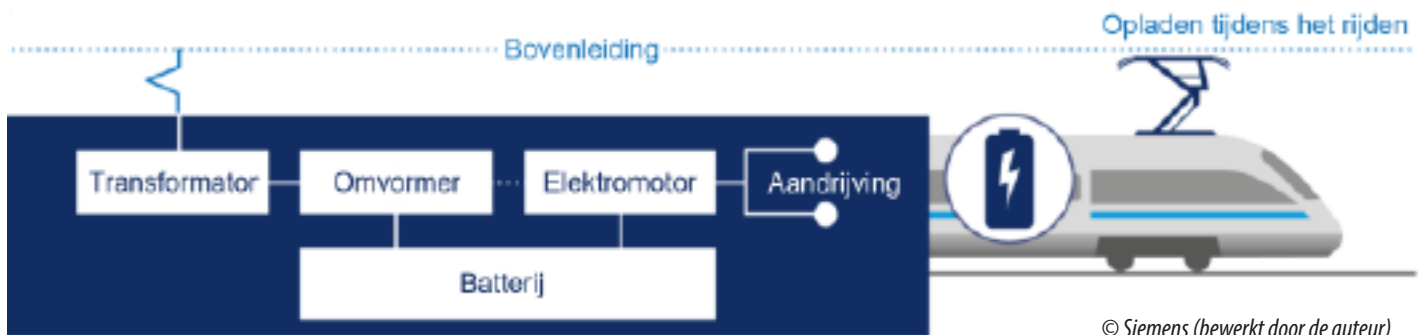 Opladen tijdens het rijden
Bovenleiding
Transformator
Omvormer
Elektromotor
Aandrijving
Batterij
© Siemens (bewerkt door de auteur)